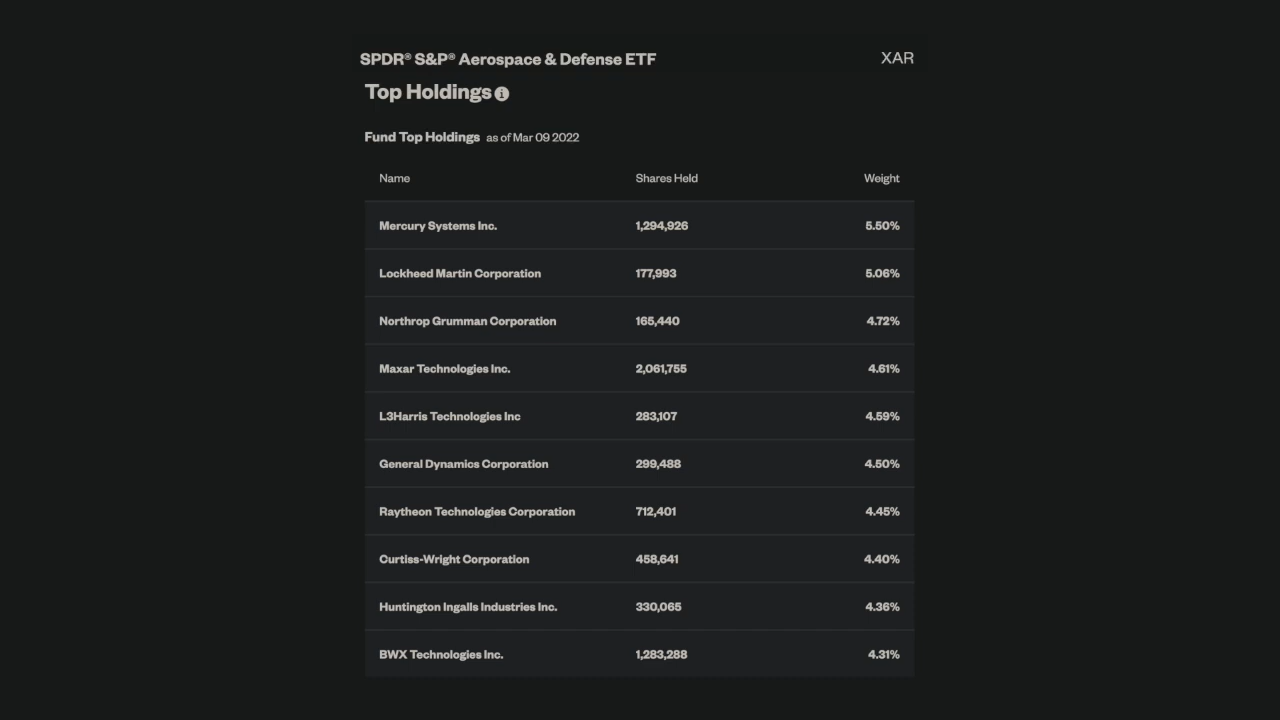 SPDR® S&P® Aerospace & Defense ETF XAR
Top Holdings
Fund Top Holdings as of Mar 09 2022
Name Shares Held Weight
Mercury Systems Inc. 1,294,926 5.50%
Lockheed Martin Corporation 177,993 5.06%
Northrop Grumman Corporation 165,440 4.72%
Maxar Technologies Inc. 2,061,755 4.61%
L3Harris Technologies Inc 283,107 4.59%
General Dynamics Corporation 299,488 4.50%
Raytheon Technologies Corporation 712,401 4.45%
Curtiss-Wright Corporation 458,641 4.40%
Huntington Ingalls Industries Inc. 330,065 4.36%
BWX Technologies Inc. 1,283,288 4.31%